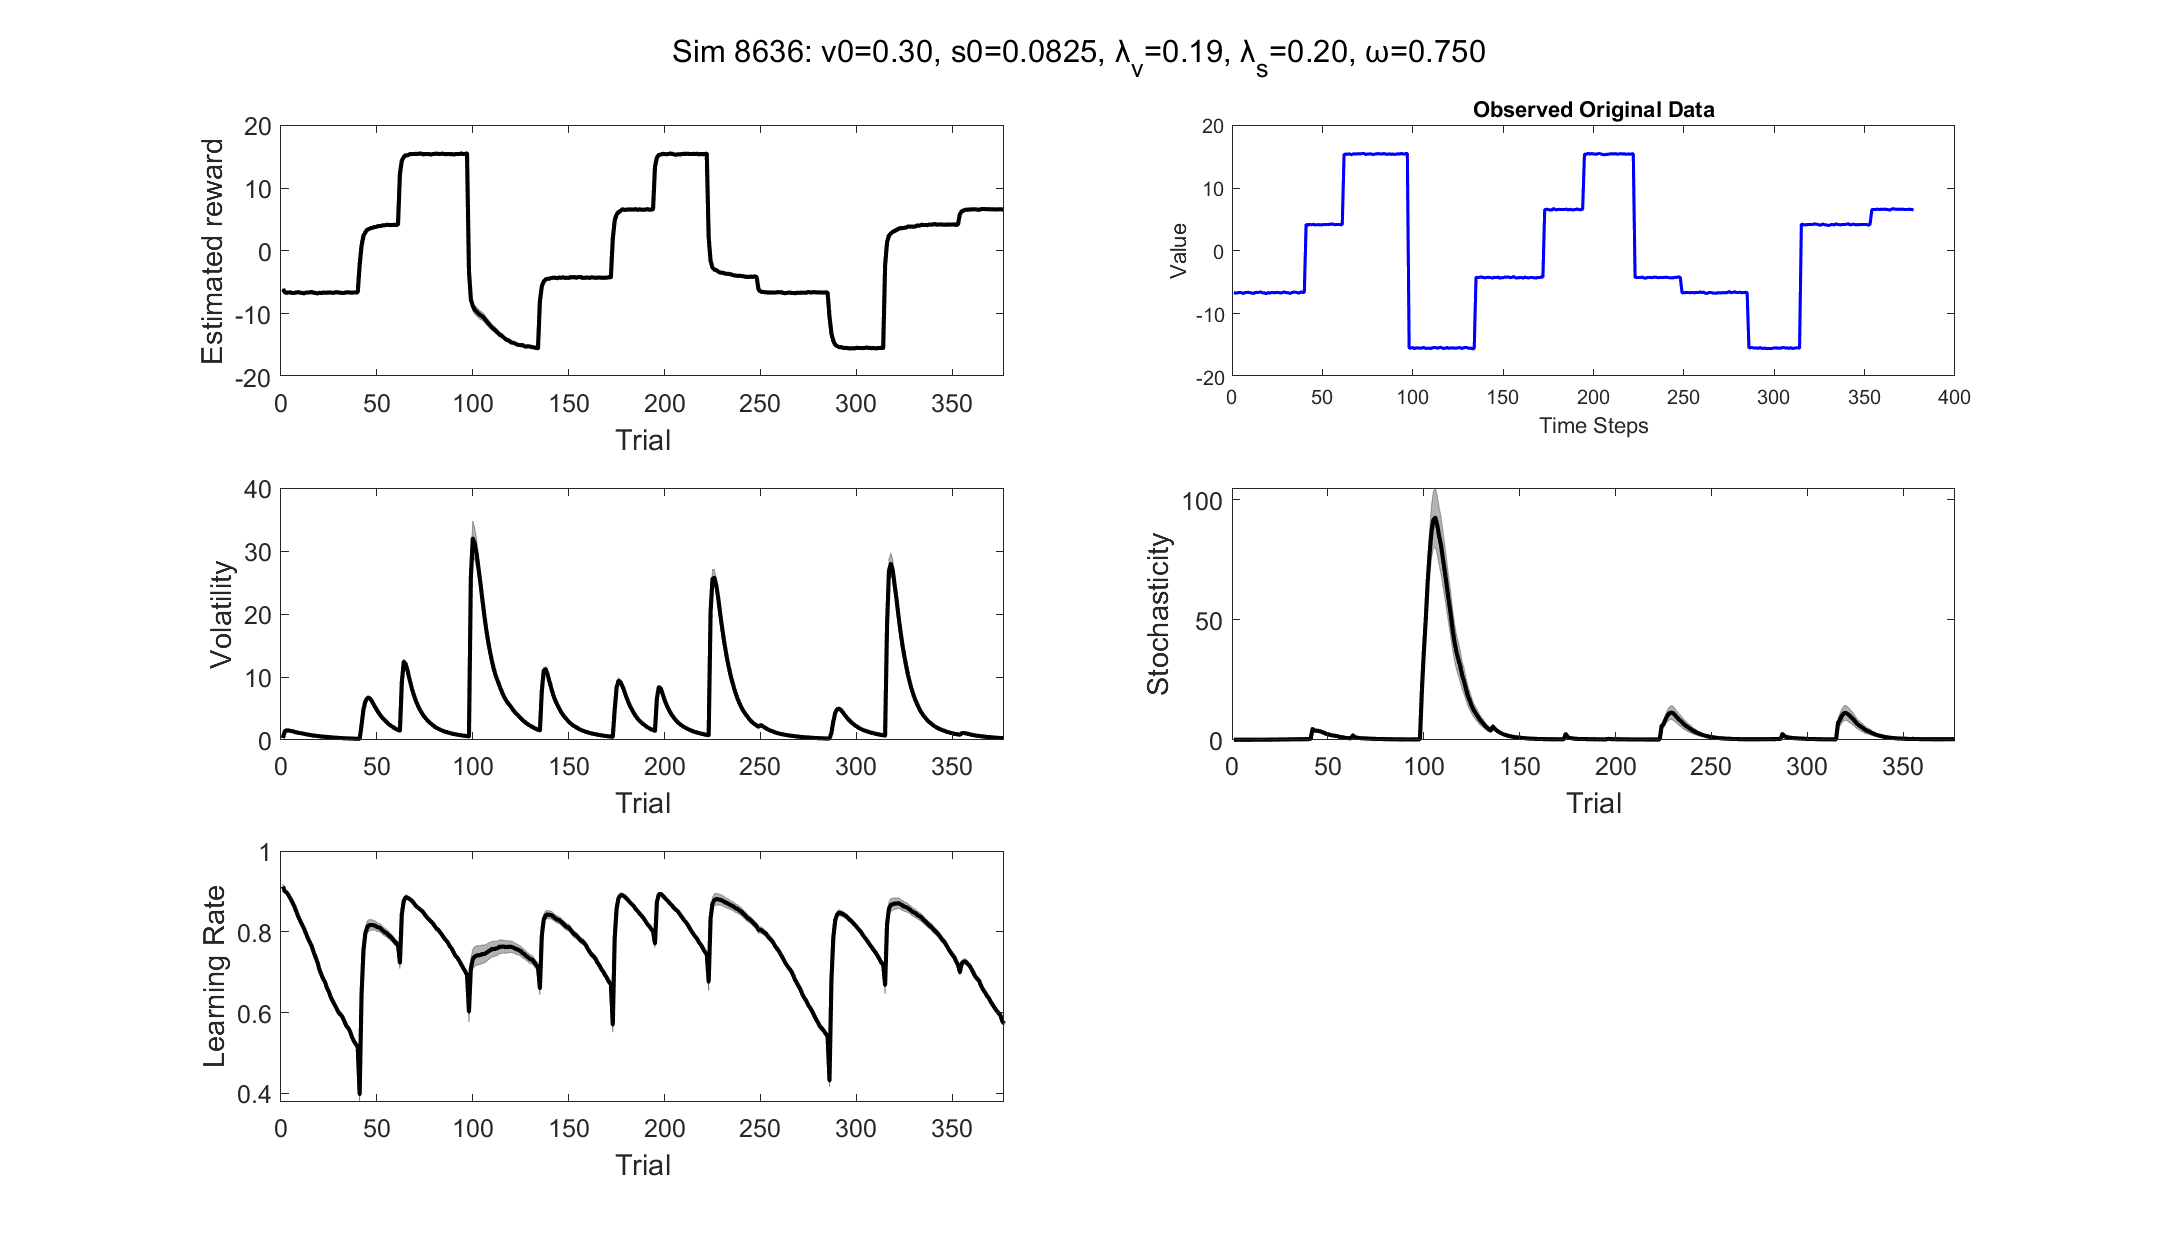 Sim 8636: v0=0.30, s0=0.0825, λv=0.19, λs=0.20, ω=0.750
Estimated reward
20
10
0
-10
-20
0 50 100 150 200 250 300 350
Trial
Observed Original Data
Value
20
10
0
-10
-20
0 50 100 150 200 250 300 350 400
Time Steps
Volatility
40
30
20
10
0
0 50 100 150 200 250 300 350
Trial
Stochasticity
100
50
0
0 50 100 150 200 250 300 350
Trial
Learning Rate
1
0.8
0.6
0.4
0 50 100 150 200 250 300 350
Trial